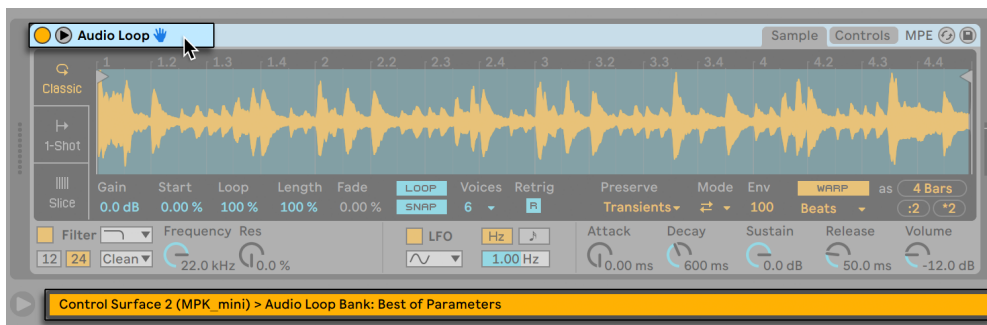 Audio Loop Sample Controls MPE
1 1.2 1.3 1.4 2 2.2 2.3 2.4 3 3.2 3.3 3.4 4 4.2 4.3 4.4
Classic
1-Shot
Slice
Gain Start Loop Length Fade LOOP Voices Retrig Preserve Mode Env WARP as 4 Bars
0.0 dB 0.00 % 100 % 100 % 0.00 % SNAP 6 R Transients 100 Beats :2 *2
Filter Frequency Res LFO Hz Attack Decay Sustain Release Volume
12 24 Clean 22.0 kHz 0.0 % 1.00 Hz 0.00 ms 600 ms 0.0 dB 50.0 ms -12.0 dB
Control Surface 2 (MPK_mini) > Audio Loop Bank: Best of Parameters